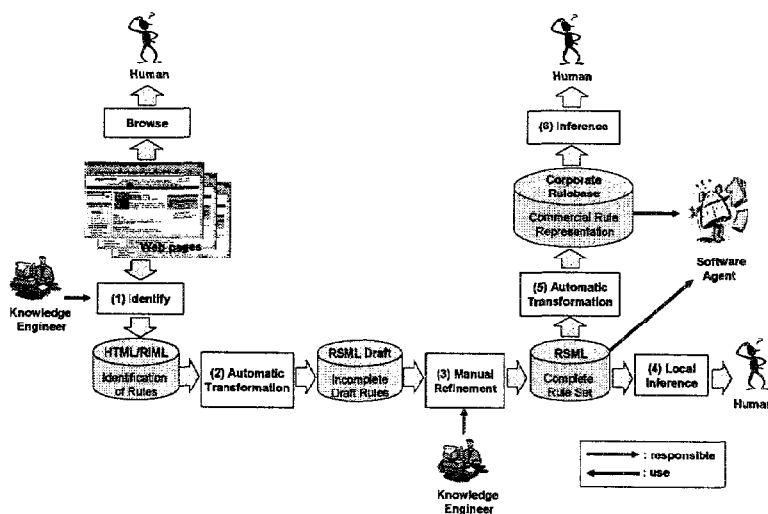 Human
Browse
Web pages
Knowledge
Engineer
(1) Identify
HTML/RIML
Identification
of Rules
(2) Automatic
Transformation
RSML Draft
Incomplete
Draft Rules
(3) Manual
Refinement
Knowledge
Engineer
RSML
Complete
Rule Set
(4) Local
Inference
Human
(5) Automatic
Transformation
Corporate
Rulebase
Commercial Rule
Representation
(6) Inference
Human
Software
Agent
: responsible
: use